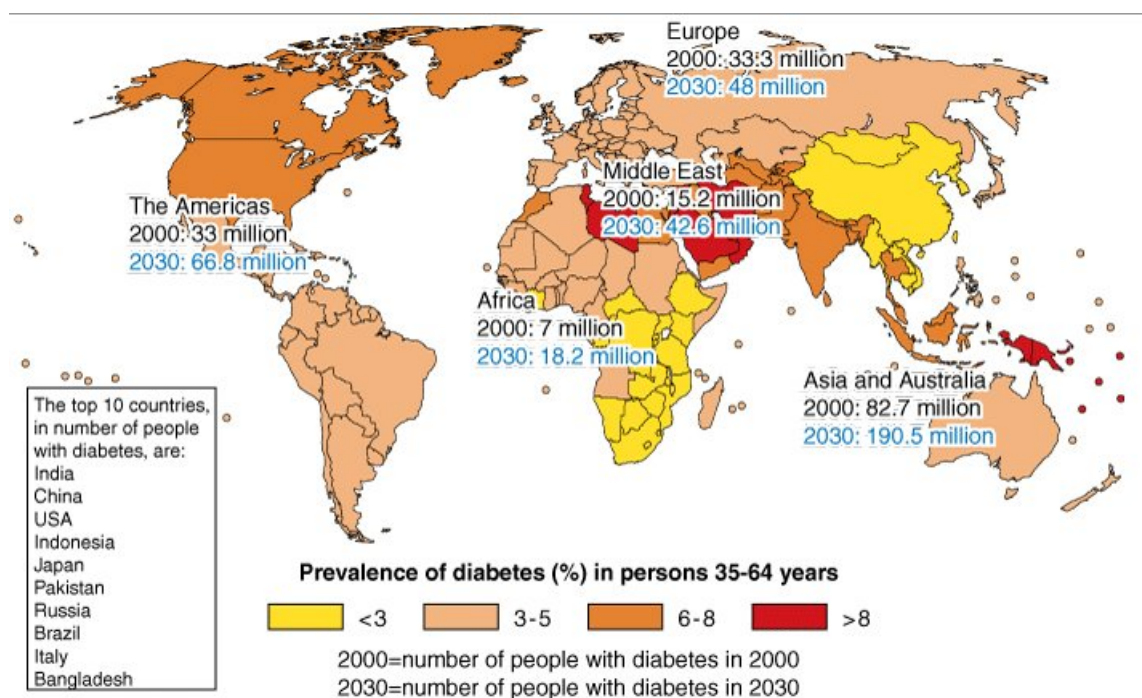 Europe
2000: 33.3 million
2030: 48 million
Middle East
2000: 15.2 million
2030: 42.6 million
The Americas
2000: 33 million
2030: 66.8 million
Africa
2000: 7 million
2030: 18.2 million
Asia and Australia
2000: 82.7 million
2030: 190.5 million
The top 10 countries,
in number of people
with diabetes, are:
India
China
USA
Indonesia
Japan
Pakistan
Russia
Brazil
Italy
Bangladesh
Prevalence of diabetes (%) in persons 35-64 years
<3
3-5
6-8
>8
2000=number of people with diabetes in 2000
2030=number of people with diabetes in 2030